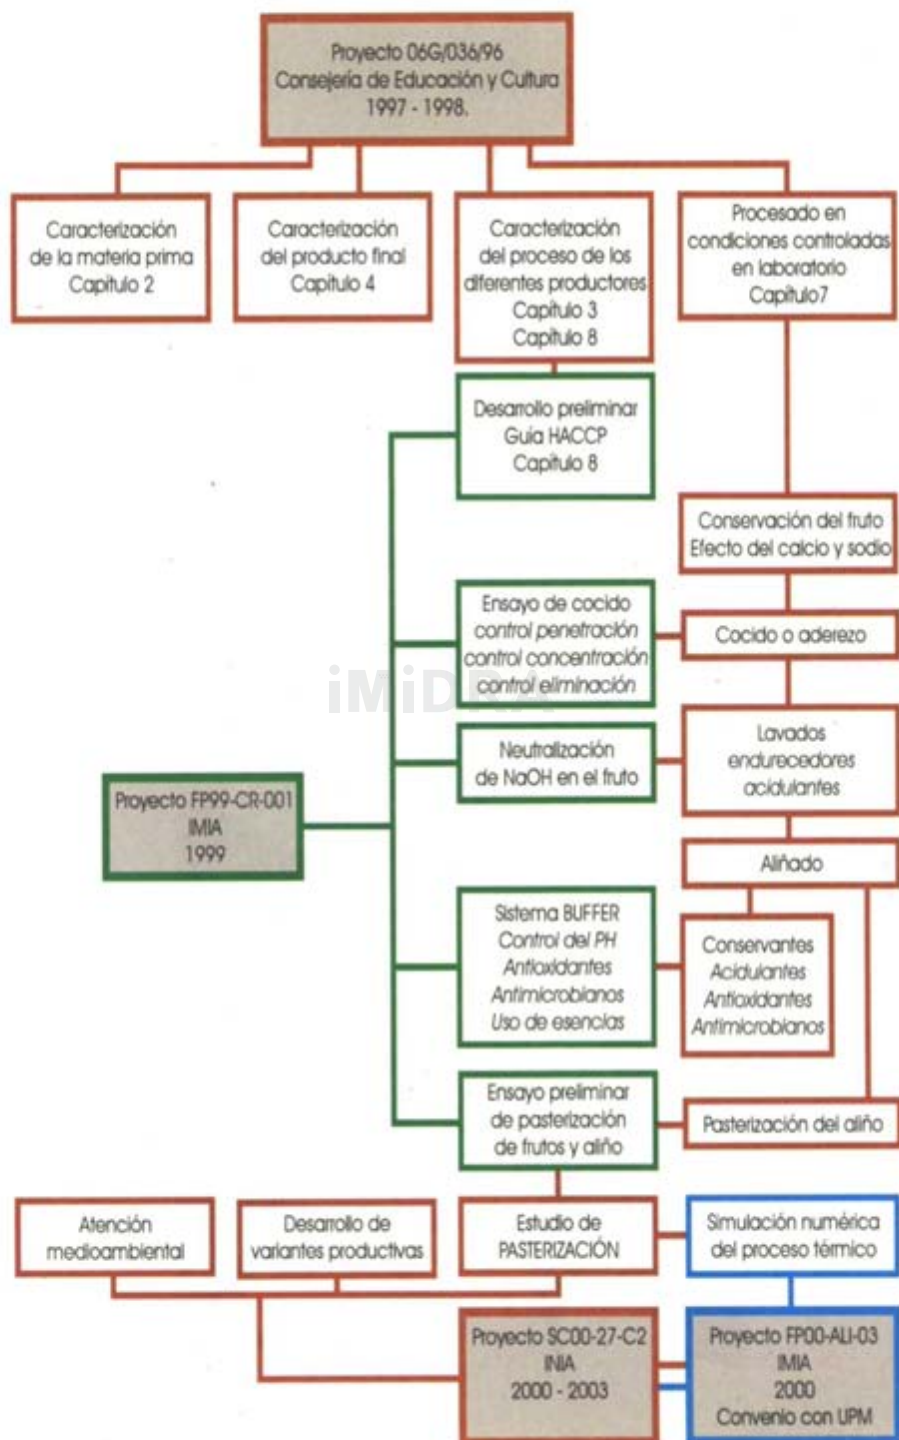 Proyecto 06G/036/96
Consejería de Educación y Cultura
1997 - 1998.
Caracterización
de la materia prima
Capítulo 2
Caracterización
del producto final
Capítulo 4
Caracterización
del proceso de los
diferentes productores
Capítulo 3
Capítulo 8
Procesado en
condiciones controladas
en laboratorio
Capítulo7
Desarrollo preliminar
Guía HACCP
Capítulo 8
Conservación del fruto
Efecto del calcio y sodio
Ensayo de cocido
control penetración
control concentración
control eliminación
Cocido o aderezo
iMiDRA
Neutralización
de NaOH en el fruto
Lavados
endurecedores
acidulantes
Proyecto FP99-CR-001
IMIA
1999
Aliñado
Sistema BUFFER
Control del PH
Antioxidantes
Antimicrobianos
Uso de esencias
Conservantes
Acidulantes
Antioxidantes
Antimicrobianos
Ensayo preliminar
de pasterización
de frutos y aliño
Pasterización del aliño
Atención
medioambiental
Desarrollo de
variantes productivas
Estudio de
PASTERIZACIÓN
Simulación numérica
del proceso térmico
Proyecto SC00-27-C2
INIA
2000 - 2003
Proyecto FP00-ALI-03
IMIA
2000
Convenio con UPM